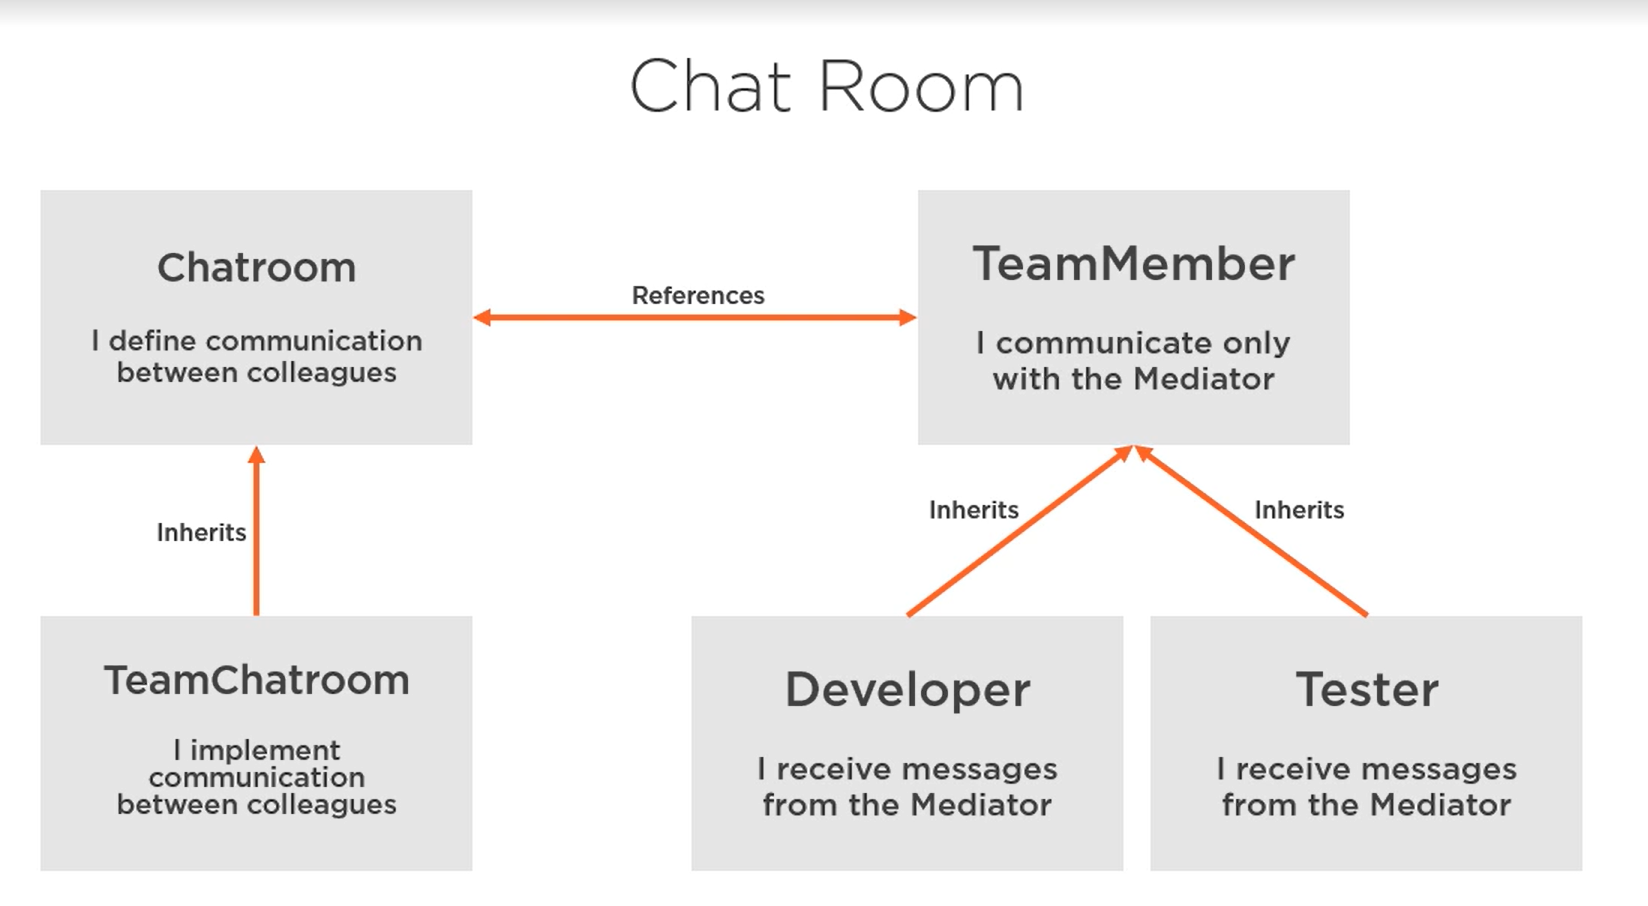 Chat Room
Chatroom
I define communication
between colleagues
References
TeamMember
I communicate only
with the Mediator
Inherits
Inherits
Inherits
TeamChatroom
I implement
communication
between colleagues
Developer
I receive messages
from the Mediator
Tester
I receive messages
from the Mediator